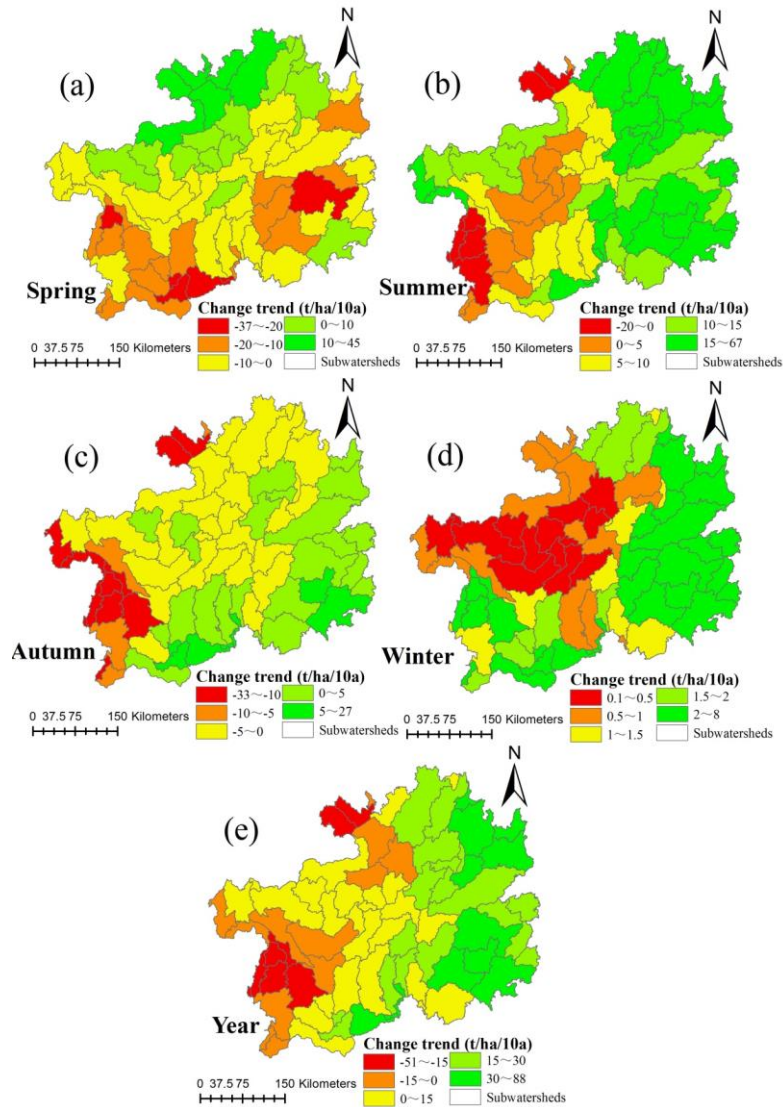 N
N
(a)
(b)
Spring
Change trend (t/ha/10a)
-37～-20
0～10
-20～-10
10～45
-10～0
Subwatersheds
0 37.5 75 150 Kilometers
Summer
Change trend (t/ha/10a)
-20～0
10～15
0～5
15～67
5～10
Subwatersheds
0 37.5 75 150 Kilometers
N
N
(c)
(d)
Autumn
Change trend (t/ha/10a)
-33～-10
0～5
-10～-5
5～27
-5～0
Subwatersheds
0 37.5 75 150 Kilometers
Winter
Change trend (t/ha/10a)
0.1～0.5
1.5～2
0.5～1
2～8
1～1.5
Subwatersheds
0 37.5 75 150 Kilometers
N
(e)
Year
Change trend (t/ha/10a)
-51～-15
15～30
-15～0
30～88
0～15
Subwatersheds
0 37.5 75 150 Kilometers